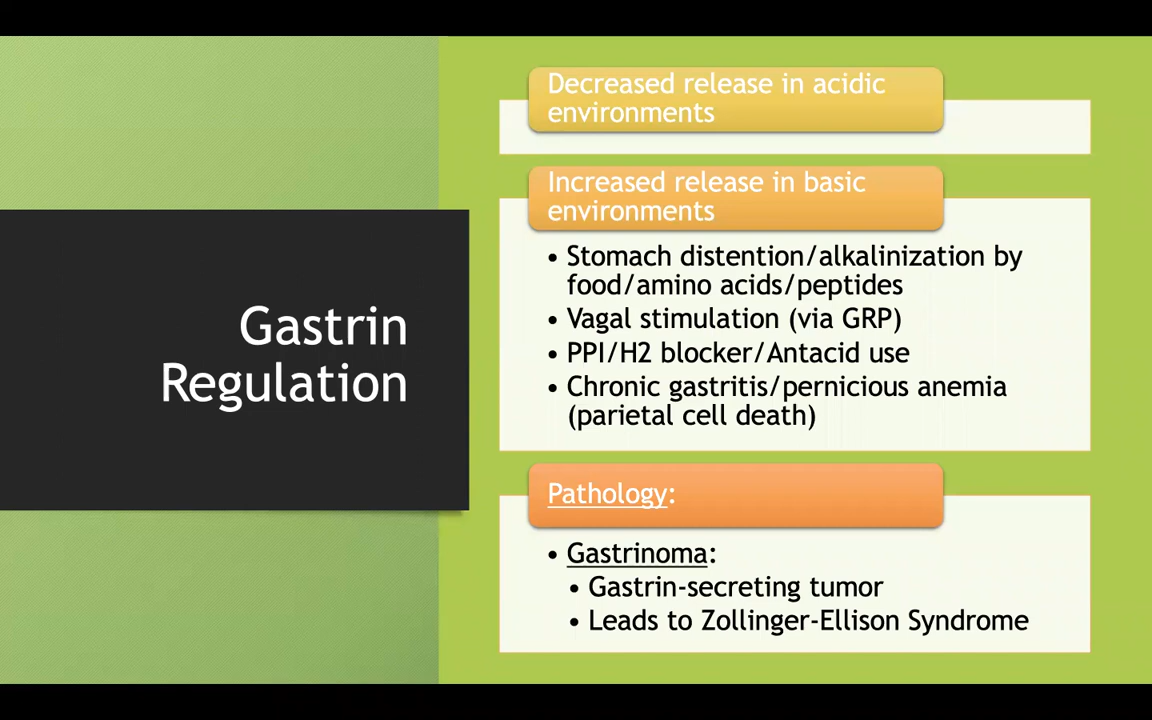 Gastrin
Regulation
Decreased release in acidic
environments
Increased release in basic
environments
• Stomach distention/alkalinization by
food/amino acids/peptides
• Vagal stimulation (via GRP)
• PPI/H2 blocker/Antacid use
• Chronic gastritis/pernicious anemia
(parietal cell death)
Pathology:
• Gastrinoma:
• Gastrin-secreting tumor
• Leads to Zollinger-Ellison Syndrome